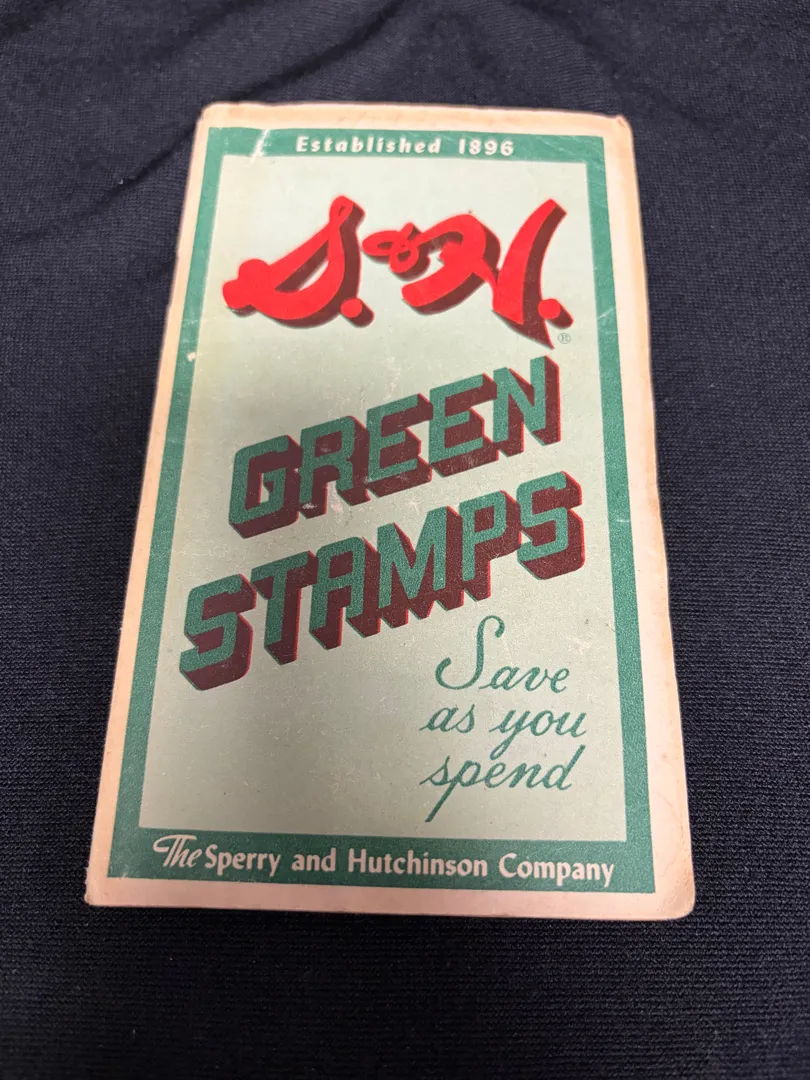 Established 1896
S. & H. ®
GREEN
STAMPS
Save
as you
spend
The Sperry and Hutchinson Company